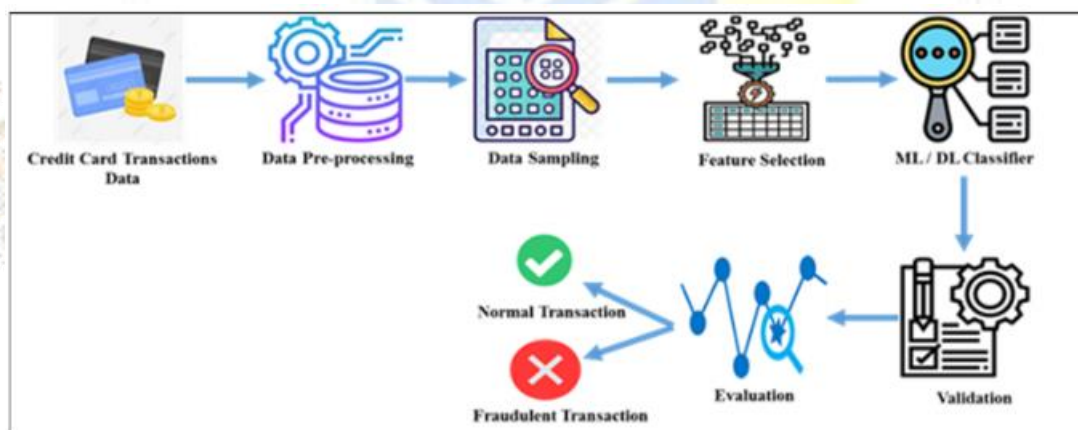 Credit Card Transactions
Data
Data Pre-processing
Data Sampling
Feature Selection
ML / DL Classifier
Normal Transaction
Fraudulent Transaction
Evaluation
Validation